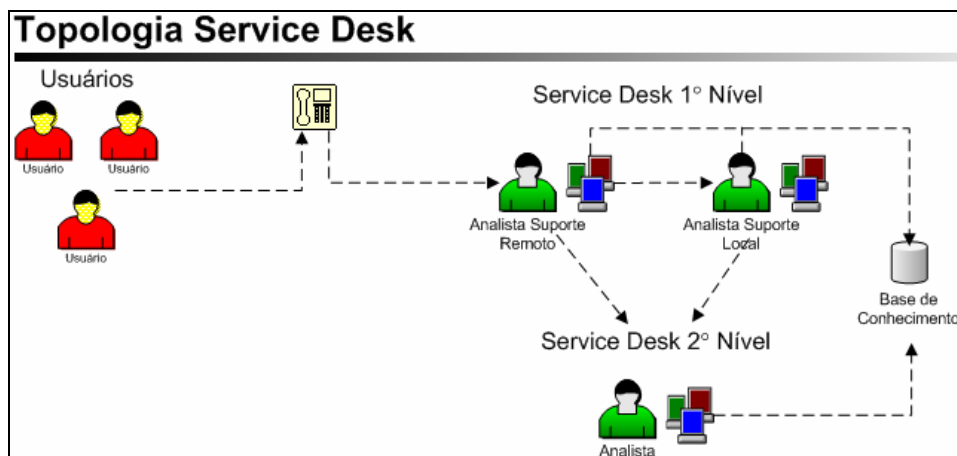 Topologia Service Desk
Usuários
Usuário
Usuário
Usuário
Service Desk 1° Nível
Analista Suporte
Remoto
Analista Suporte
Local
Base de
Conhecimento
Service Desk 2° Nível
Analista